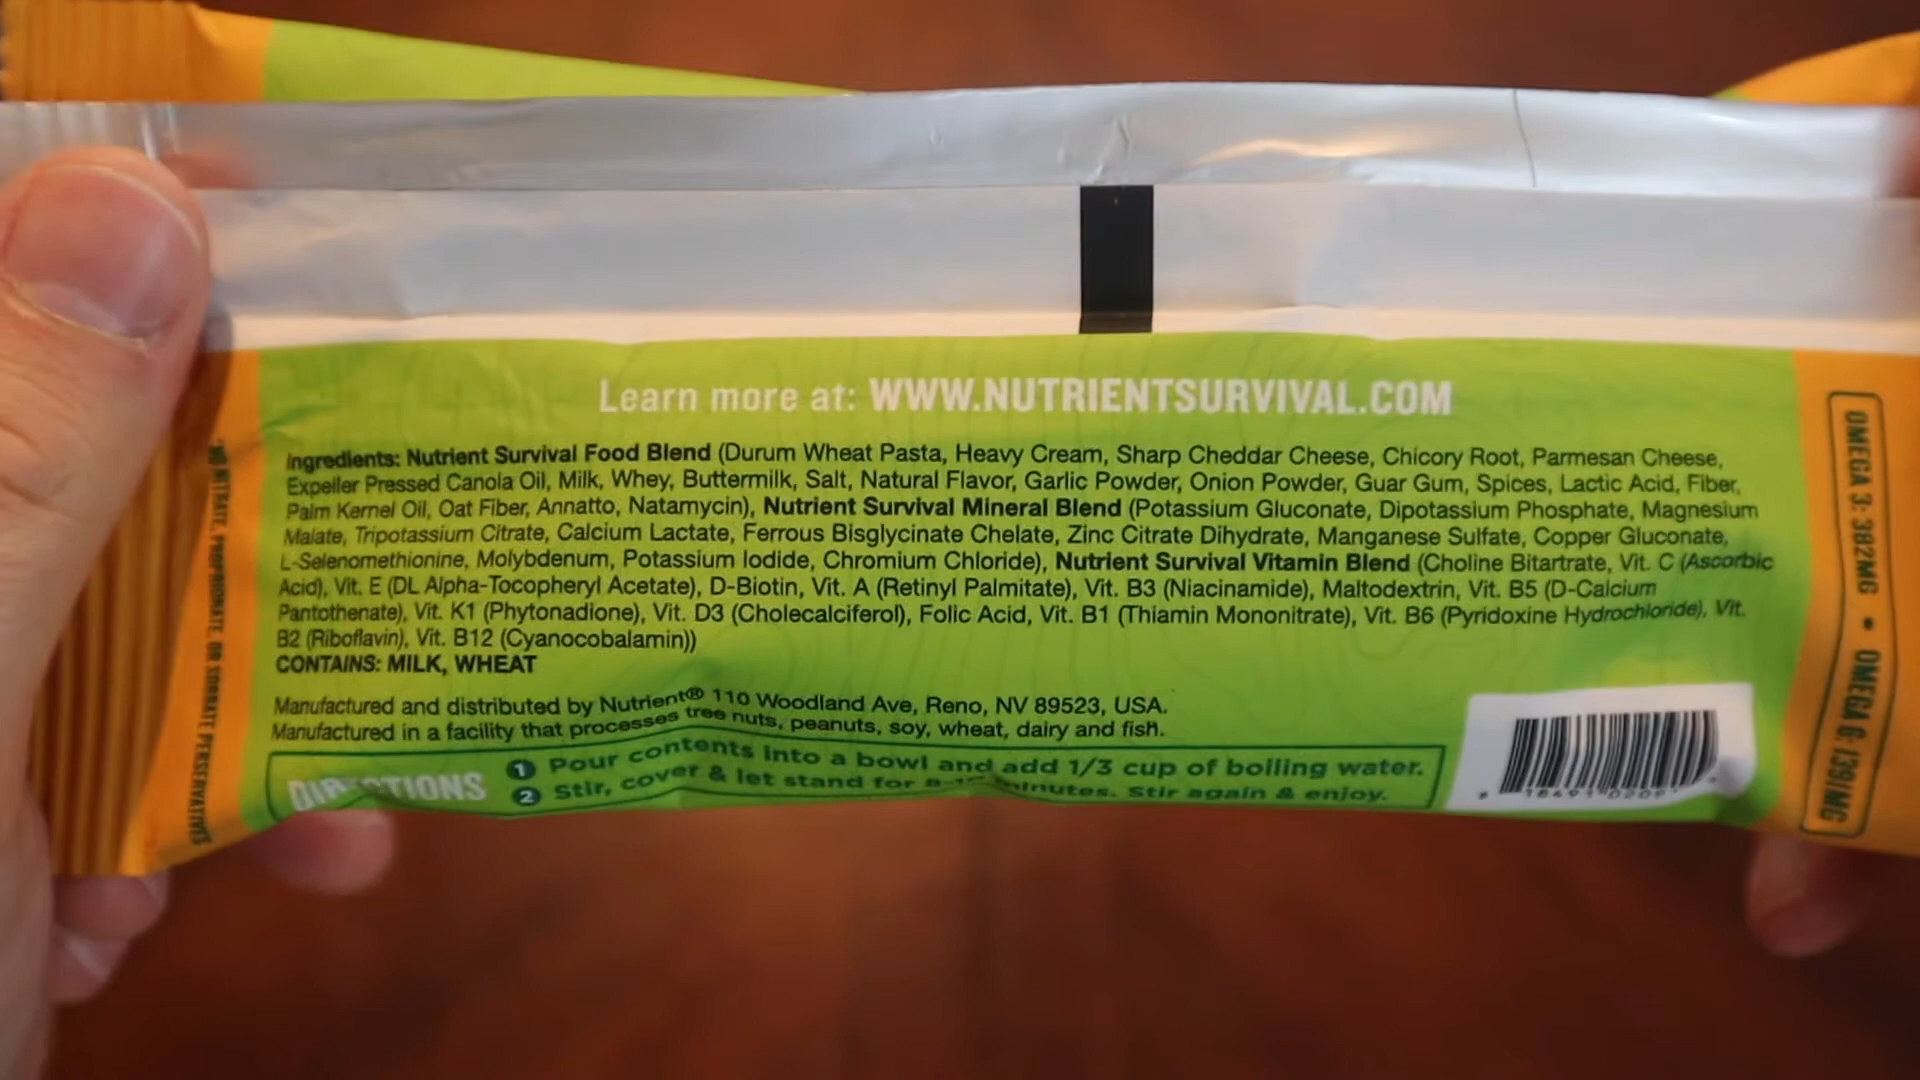 Learn more at: WWW.NUTRIENTSURVIVAL.COM
Ingredients: Nutrient Survival Food Blend (Durum Wheat Pasta, Heavy Cream, Sharp Cheddar Cheese, Chicory Root, Parmesan Cheese,
Expeller Pressed Canola Oil, Milk, Whey, Buttermilk, Salt, Natural Flavor, Garlic Powder, Onion Powder, Guar Gum, Spices, Lactic Acid, Fiber,
Palm Kernel Oil, Oat Fiber, Annatto, Natamycin), Nutrient Survival Mineral Blend (Potassium Gluconate, Dipotassium Phosphate, Magnesium
Malate, Tripotassium Citrate, Calcium Lactate, Ferrous Bisglycinate Chelate, Zinc Citrate Dihydrate, Manganese Sulfate, Copper Gluconate,
L-Selenomethionine, Molybdenum, Potassium Iodide, Chromium Chloride), Nutrient Survival Vitamin Blend (Choline Bitartrate, Vit. C (Ascorbic
Acid), Vit. E (DL Alpha-Tocopheryl Acetate), D-Biotin, Vit. A (Retinyl Palmitate), Vit. B3 (Niacinamide), Maltodextrin, Vit. B5 (D-Calcium
Pantothenate), Vit. K1 (Phytonadione), Vit. D3 (Cholecalciferol), Folic Acid, Vit. B1 (Thiamin Mononitrate), Vit. B6 (Pyridoxine Hydrochloride), Vit.
B2 (Riboflavin), Vit. B12 (Cyanocobalamin))
CONTAINS: MILK, WHEAT
Manufactured and distributed by Nutrient® 110 Woodland Ave, Reno, NV 89523, USA.
Manufactured in a facility that processes tree nuts, peanuts, soy, wheat, dairy and fish.
DIRECTIONS
1 Pour contents into a bowl and add 1/3 cup of boiling water.
2 Stir, cover & let stand for minutes. Stir again & enjoy.
NITRATE, PROPIONATE, OR SORBATE PERSERVATIVES
OMEGA 3: 382MG • OMEGA 6: 1391MG